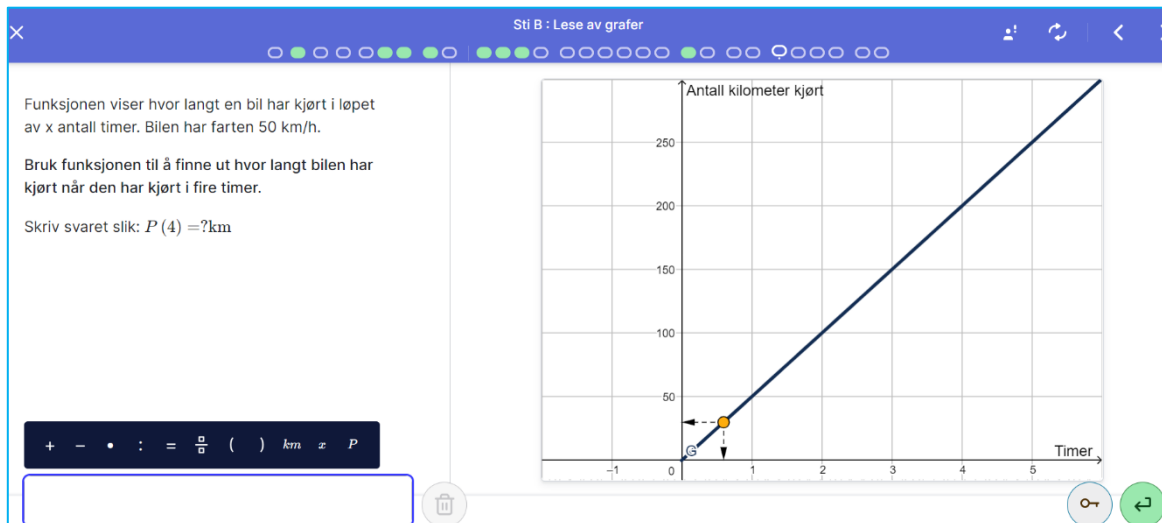 Sti B : Lese av grafer
Funksjonen viser hvor langt en bil har kjørt i løpet
av x antall timer. Bilen har farten 50 km/h.
Bruk funksjonen til å finne ut hvor langt bilen har
kjørt når den har kjørt i fire timer.
Skriv svaret slik: P (4) =?km
+ − • : = ( ) km x P
Antall kilometer kjørt
250
200
150
100
50
G
Timer
−1 0 1 2 3 4 5